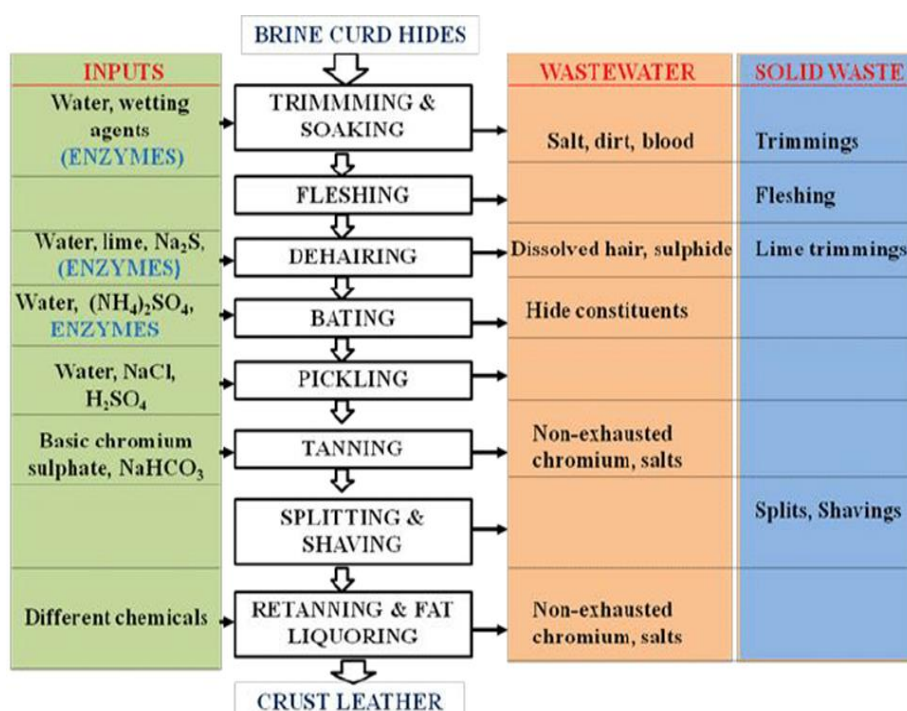 BRINE CURD HIDES
INPUTS
WASTEWATER
SOLID WASTE
Water, wetting
agents
(ENZYMES)
TRIMMMING &
SOAKING
Salt, dirt, blood
Trimmings
FLESHING
Fleshing
Water, lime, Na₂S,
(ENZYMES)
DEHAIRING
Dissolved hair, sulphide
Lime trimmings
Water, (NH₄)₂SO₄,
ENZYMES
BATING
Hide constituents
Water, NaCl,
H₂SO₄
PICKLING
Basic chromium
sulphate, NaHCO₃
TANNING
Non-exhausted
chromium, salts
SPLITTING &
SHAVING
Splits, Shavings
Different chemicals
RETANNING & FAT
LIQUORING
Non-exhausted
chromium, salts
CRUST LEATHER